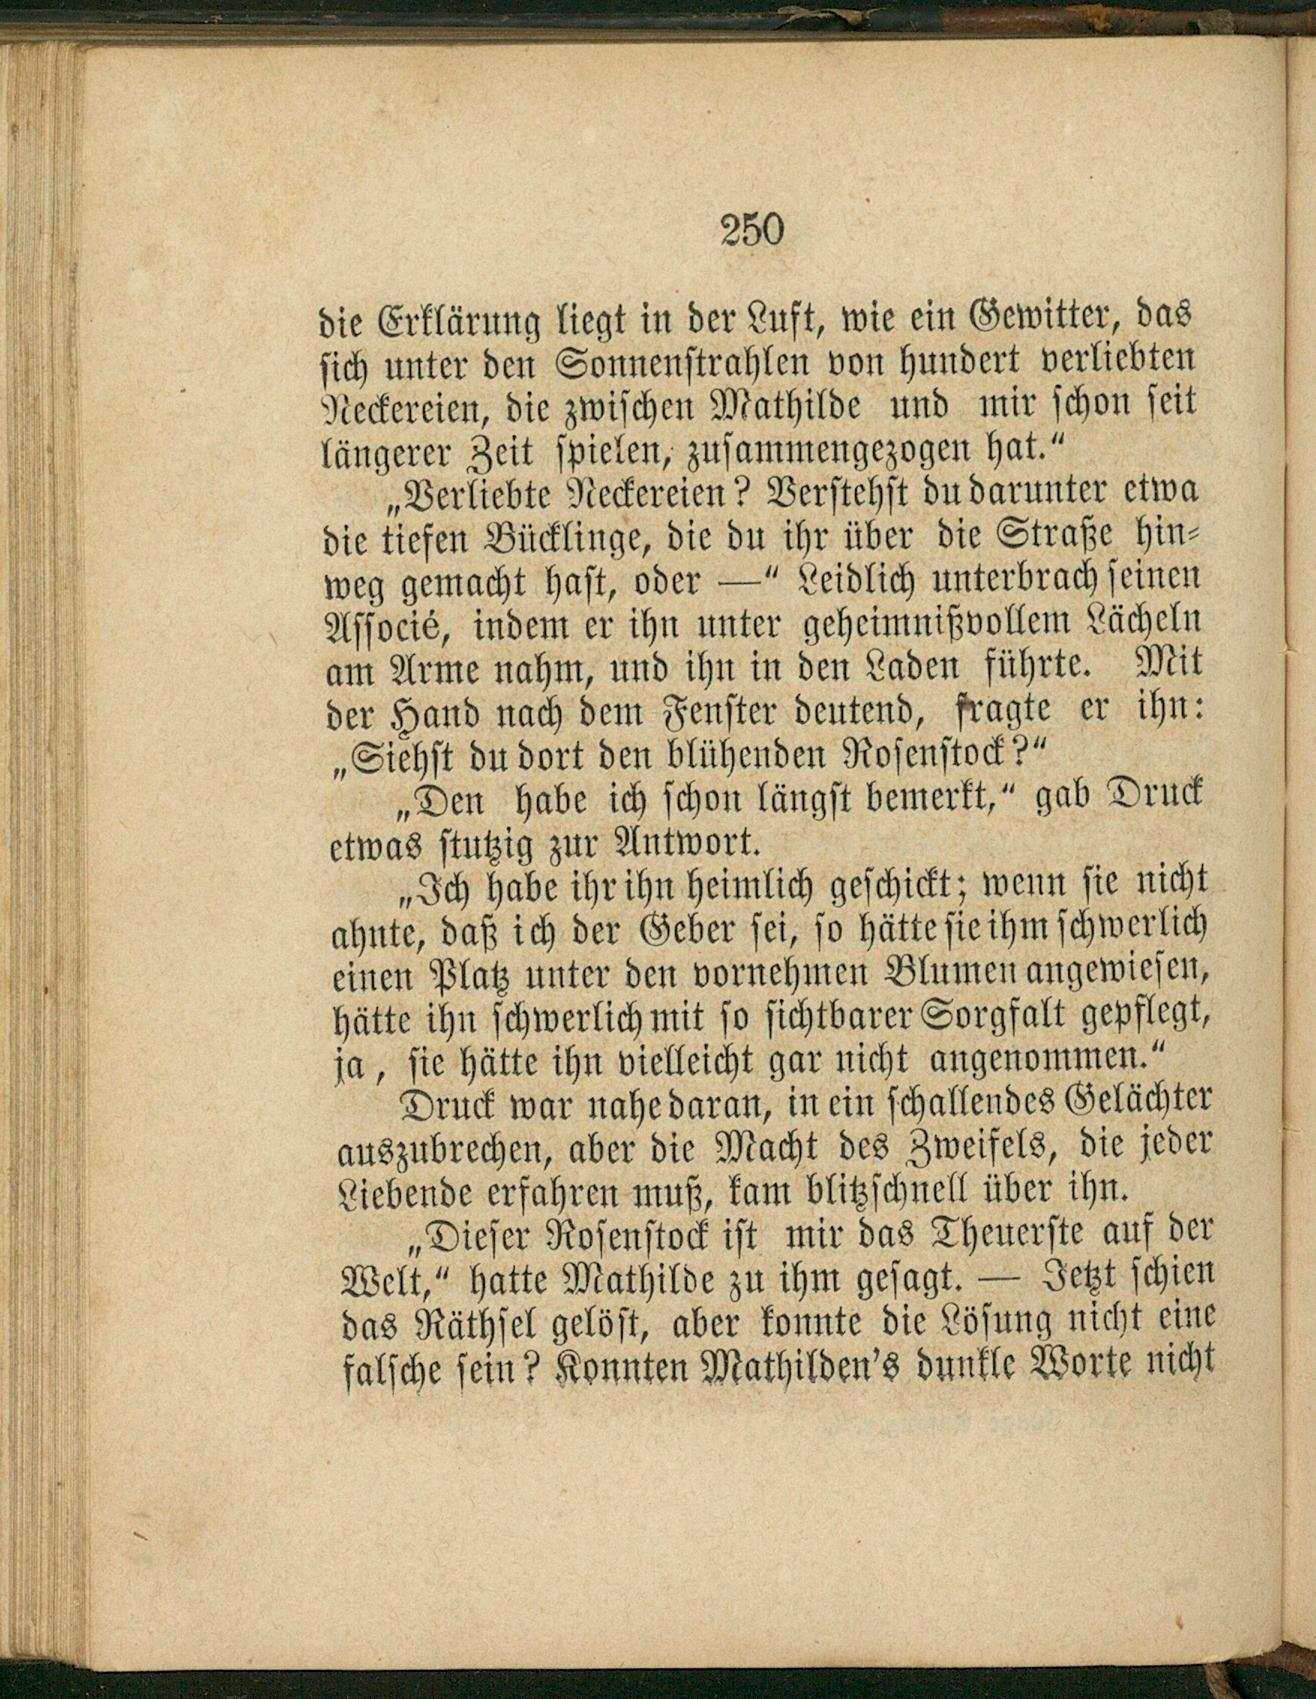 250
die Erklärung liegt in der Luft, wie ein Gewitter, das
sich unter den Sonnenstrahlen von hundert verliebten
Neckereien, die zwischen Mathilde und mir schon seit
längerer Zeit spielen, zusammengezogen hat.“
„Verliebte Neckereien? Verstehst du darunter etwa
die tiefen Bücklinge, die du ihr über die Straße hin-
weg gemacht hast, oder —“ Leidlich unterbrach seinen
Associé, indem er ihn unter geheimnißvollem Lächeln
am Arme nahm, und ihn in den Laden führte. Mit
der Hand nach dem Fenster deutend, fragte er ihn:
„Siehst du dort den blühenden Rosenstock?“
„Den habe ich schon längst bemerkt,“ gab Druck
etwas stutzig zur Antwort.
„Ich habe ihr ihn heimlich geschickt; wenn sie nicht
ahnte, daß ich der Geber sei, so hätte sie ihm schwerlich
einen Platz unter den vornehmen Blumen angewiesen,
hätte ihn schwerlich mit so sichtbarer Sorgfalt gepflegt,
ja, sie hätte ihn vielleicht gar nicht angenommen.“
Druck war nahe daran, in ein schallendes Gelächter
auszubrechen, aber die Macht des Zweifels, die jeder
Liebende erfahren muß, kam blitzschnell über ihn.
„Dieser Rosenstock ist mir das Theuerste auf der
Welt,“ hatte Mathilde zu ihm gesagt. — Jetzt schien
das Räthsel gelöst, aber konnte die Lösung nicht eine
falsche sein? Konnten Mathilden's dunkle Worte nicht